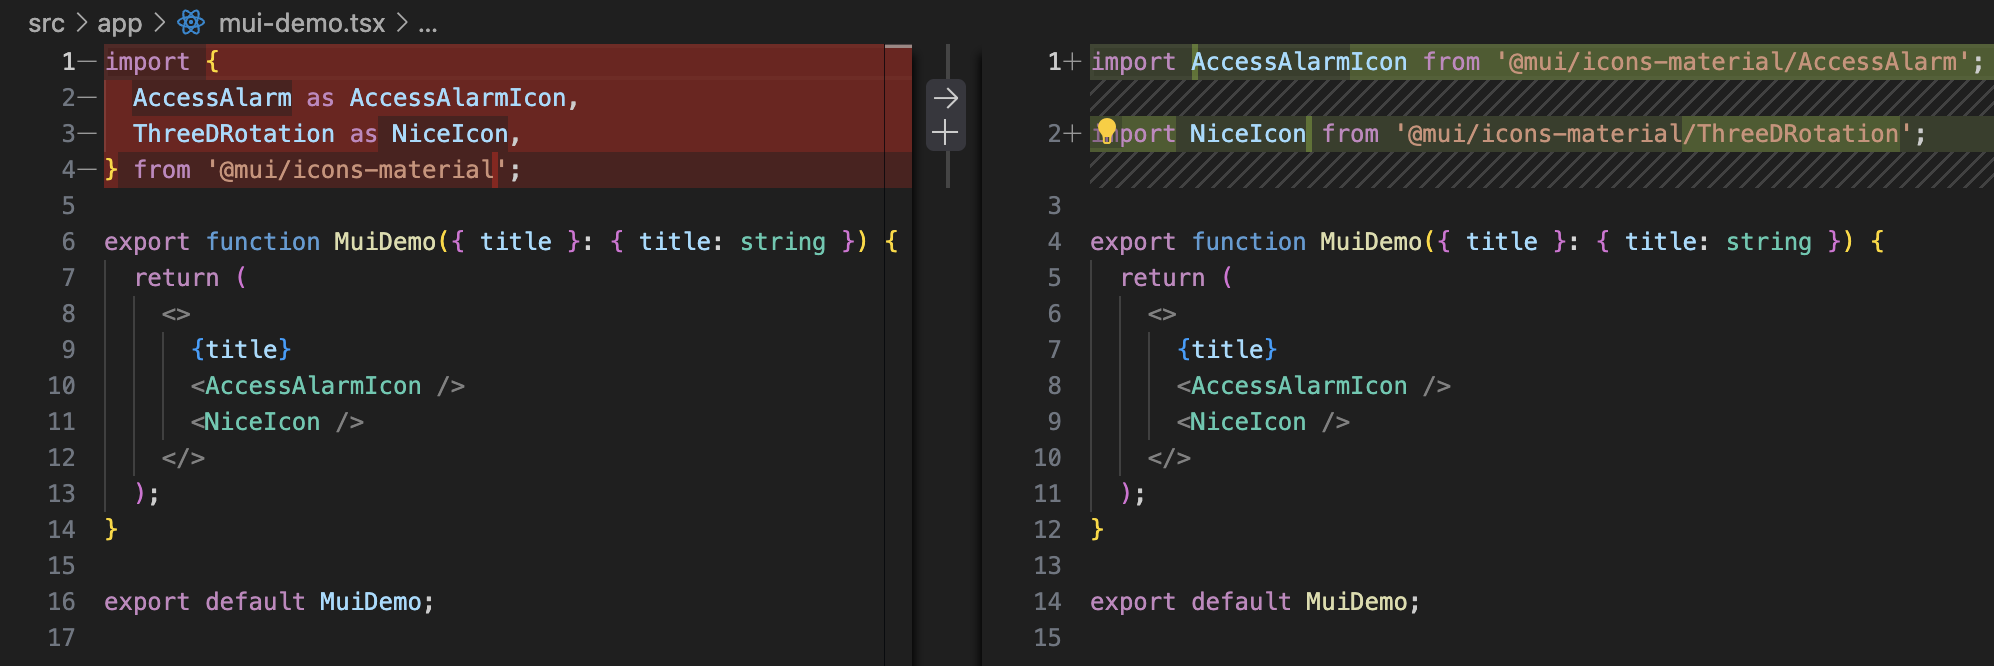 src > app > mui-demo.tsx > ...
1— import {
2—   AccessAlarm as AccessAlarmIcon,
3—   ThreeDRotation as NiceIcon,
4— } from '@mui/icons-material';
5
6 export function MuiDemo({ title }: { title: string }) {
7   return (
8     <>
9       {title}
10       <AccessAlarmIcon />
11       <NiceIcon />
12     </>
13   );
14 }
15
16 export default MuiDemo;
17
1+ import AccessAlarmIcon from '@mui/icons-material/AccessAlarm';
2+ import NiceIcon from '@mui/icons-material/ThreeDRotation';
3
4 export function MuiDemo({ title }: { title: string }) {
5   return (
6     <>
7       {title}
8       <AccessAlarmIcon />
9       <NiceIcon />
10     </>
11   );
12 }
13
14 export default MuiDemo;
15